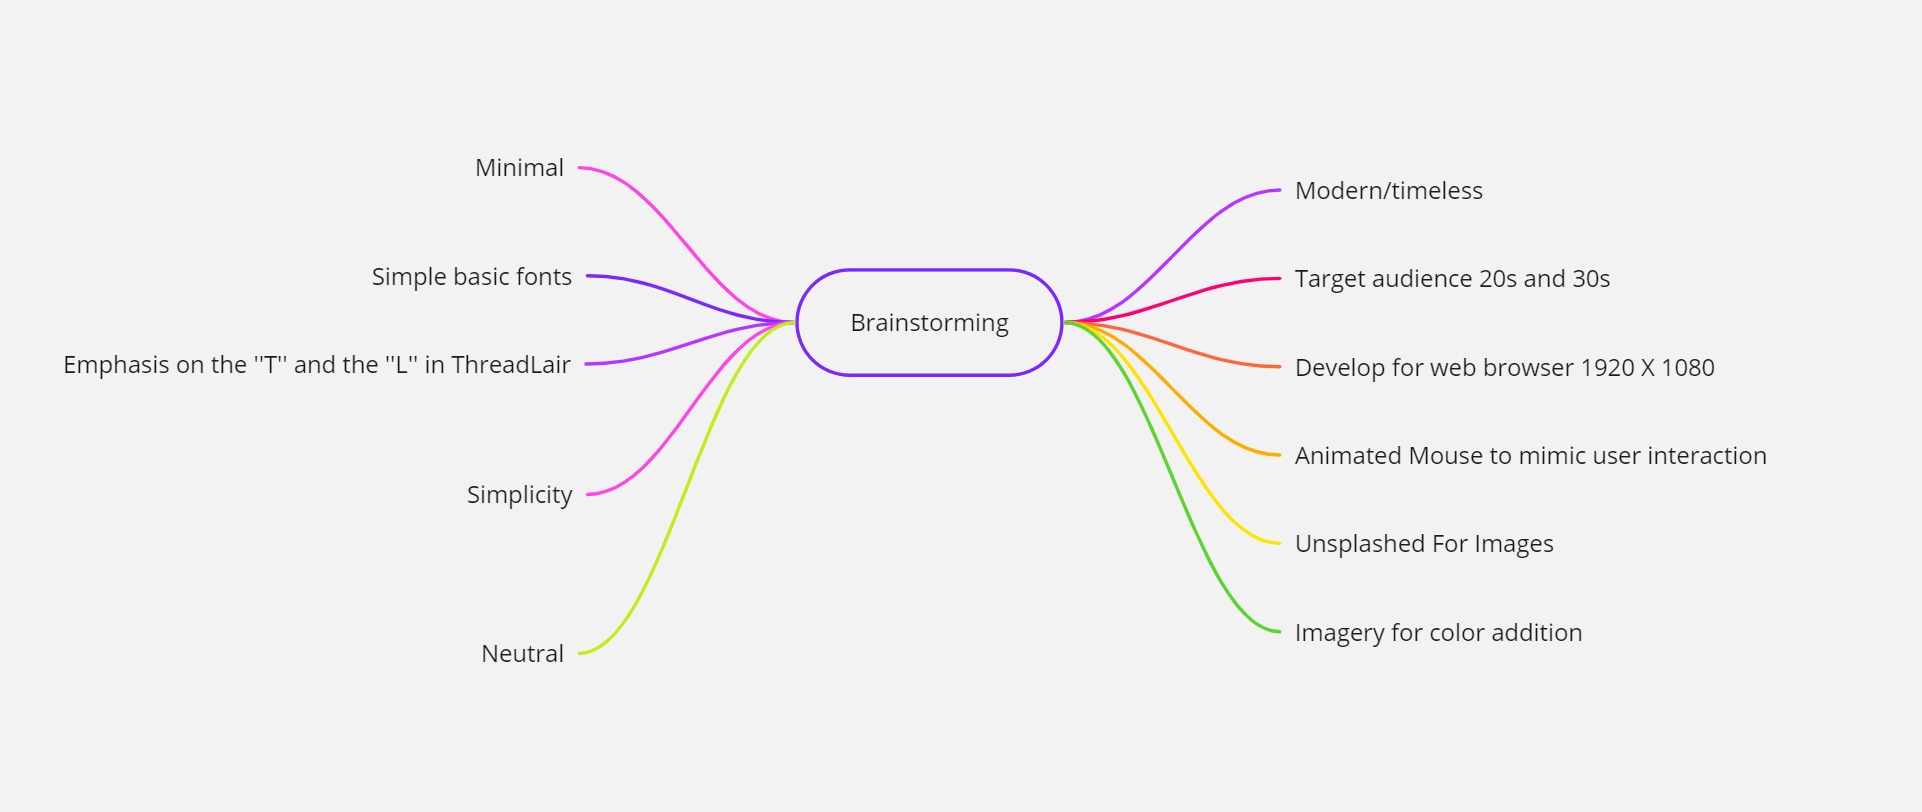 Minimal
Simple basic fonts
Emphasis on the "T" and the "L" in ThreadLair
Simplicity
Neutral
Brainstorming
Modern/timeless
Target audience 20s and 30s
Develop for web browser 1920 X 1080
Animated Mouse to mimic user interaction
Unsplashed For Images
Imagery for color addition